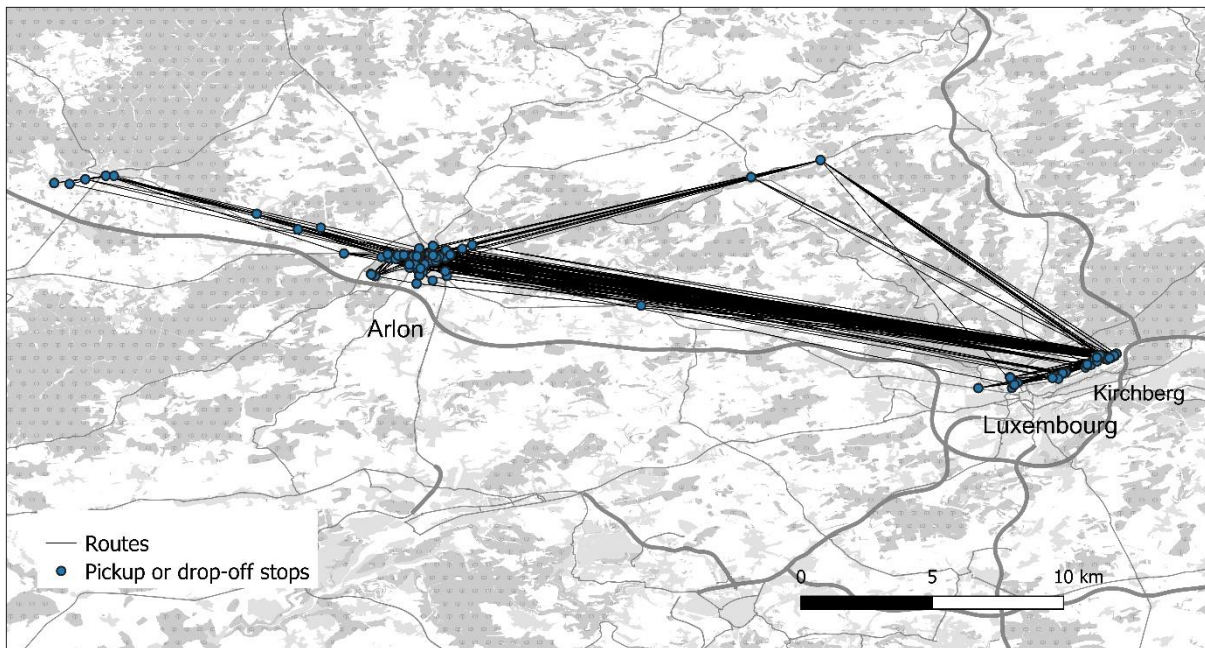 Arlon
Kirchberg
Luxembourg
Routes
Pickup or drop-off stops
0 5 10 km